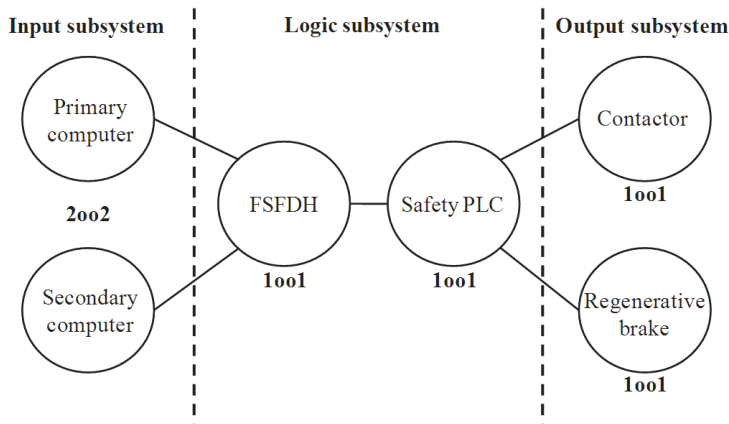 Input subsystem
Logic subsystem
Output subsystem
Primary
computer
2oo2
Secondary
computer
FSFDH
1oo1
Safety PLC
1oo1
Contactor
1oo1
Regenerative
brake
1oo1